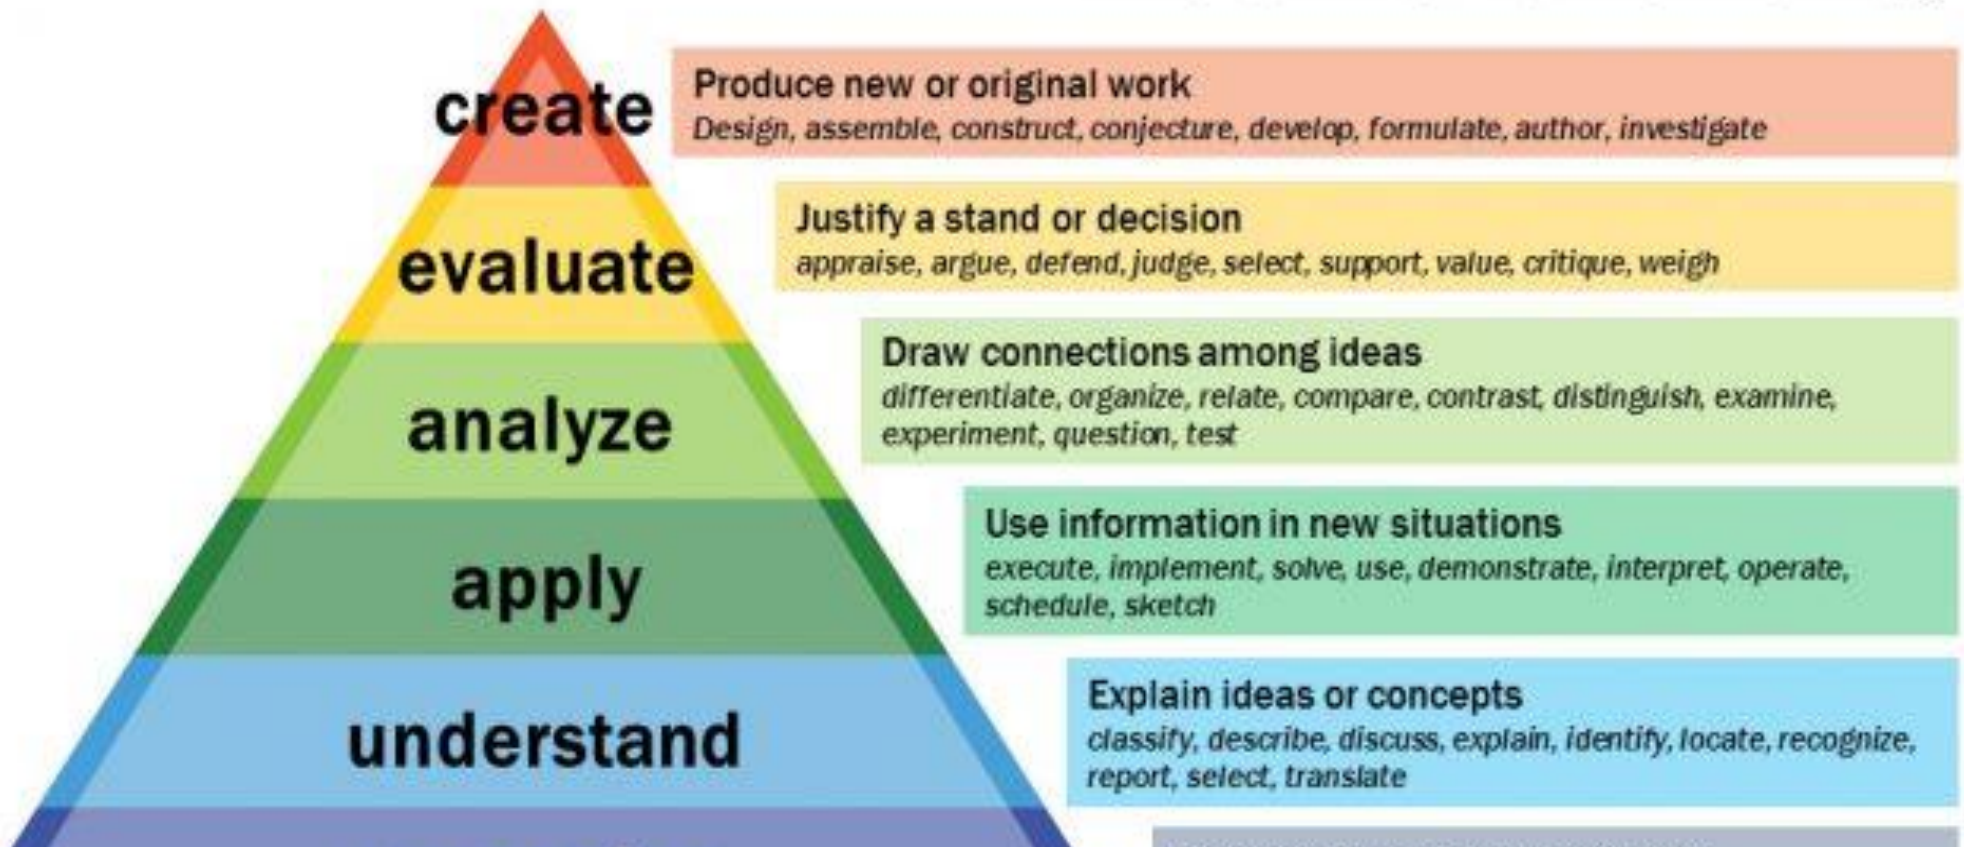 create
Produce new or original work
Design, assemble, construct, conjecture, develop, formulate, author, investigate
evaluate
Justify a stand or decision
appraise, argue, defend, judge, select, support, value, critique, weigh
analyze
Draw connections among ideas
differentiate, organize, relate, compare, contrast, distinguish, examine,
experiment, question, test
apply
Use information in new situations
execute, implement, solve, use, demonstrate, interpret, operate,
schedule, sketch
understand
Explain ideas or concepts
classify, describe, discuss, explain, identify, locate, recognize,
report, select, translate